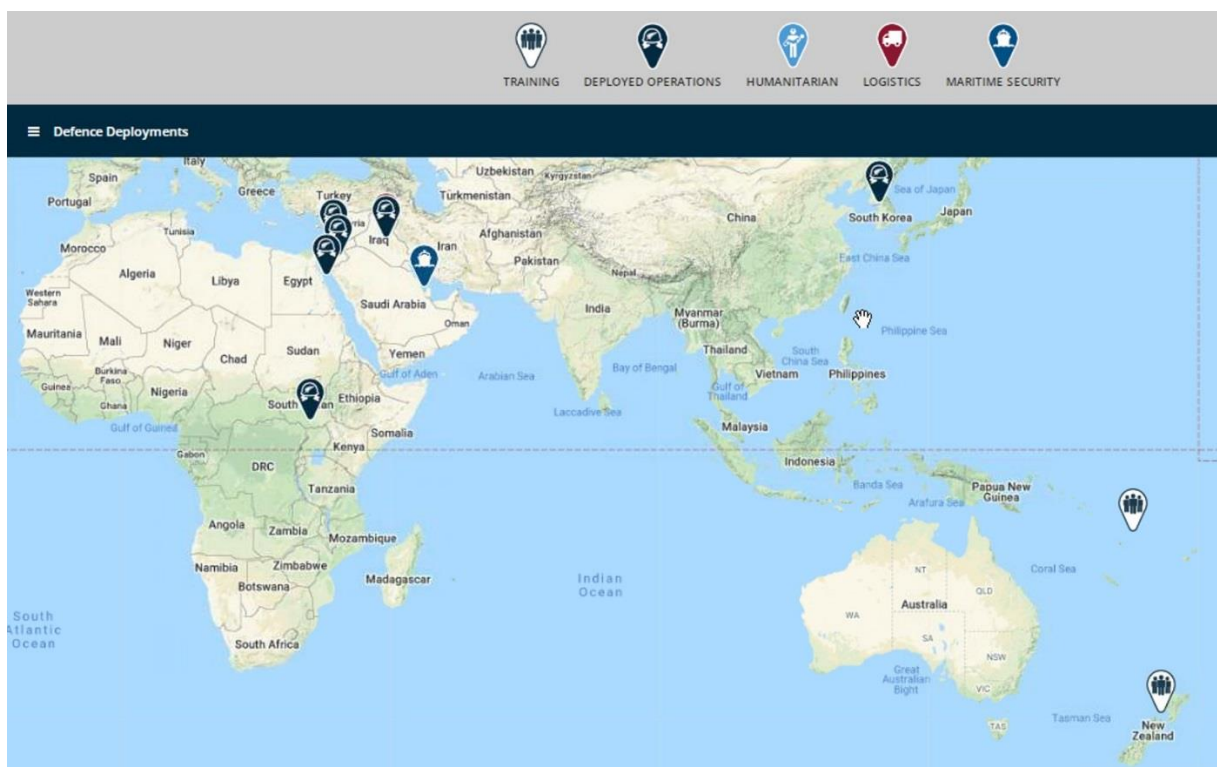 TRAINING
DEPLOYED OPERATIONS
HUMANITARIAN
LOGISTICS
MARITIME SECURITY
Defence Deployments
Italy
Spain
Portugal
Greece
Turkey
Uzbekistan
Kyrgyzstan
Turkmenistan
Sea of Japan
South Korea
Japan
China
Tunisia
Morocco
Iraq
Iran
Afghanistan
Pakistan
East China Sea
Algeria
Libya
Egypt
Nepal
Western
Sahara
Saudi Arabia
India
Myanmar
(Burma)
Oman
Mauritania
Mali
Niger
Chad
Sudan
Yemen
Thailand
South
China Sea
Philippine Sea
Burkina
Faso
Guinea
Nigeria
Ghana
Gulf of Aden
Arabian Sea
Bay of Bengal
Vietnam
Philippines
Gulf of
Thailand
South
Ethiopia
Laccadive Sea
Gulf of Guinea
Somalia
Malaysia
Gabon
Kenya
DRC
Indonesia
Tanzania
Banda Sea
Papua New
Guinea
Arafura Sea
Angola
Zambia
Mozambique
Namibia
Zimbabwe
Botswana
Madagascar
Indian
Ocean
NT
Coral Sea
QLD
Australia
WA
South
Atlantic
Ocean
South Africa
SA
NSW
Great
Australian
Bight
VIC
TAS
Tasman Sea
New
Zealand